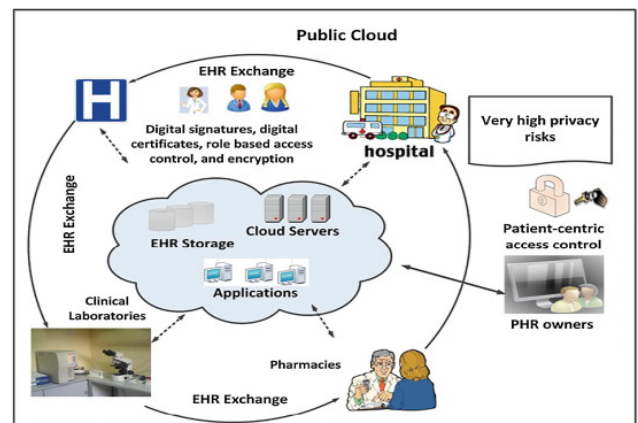 Public Cloud
EHR Exchange
H
Digital signatures, digital
certificates, role based access
control, and encryption
hospital
Very high privacy
risks
EHR Exchange
EHR Storage
Cloud Servers
Applications
Patient-centric
access control
PHR owners
Clinical
Laboratories
Pharmacies
EHR Exchange